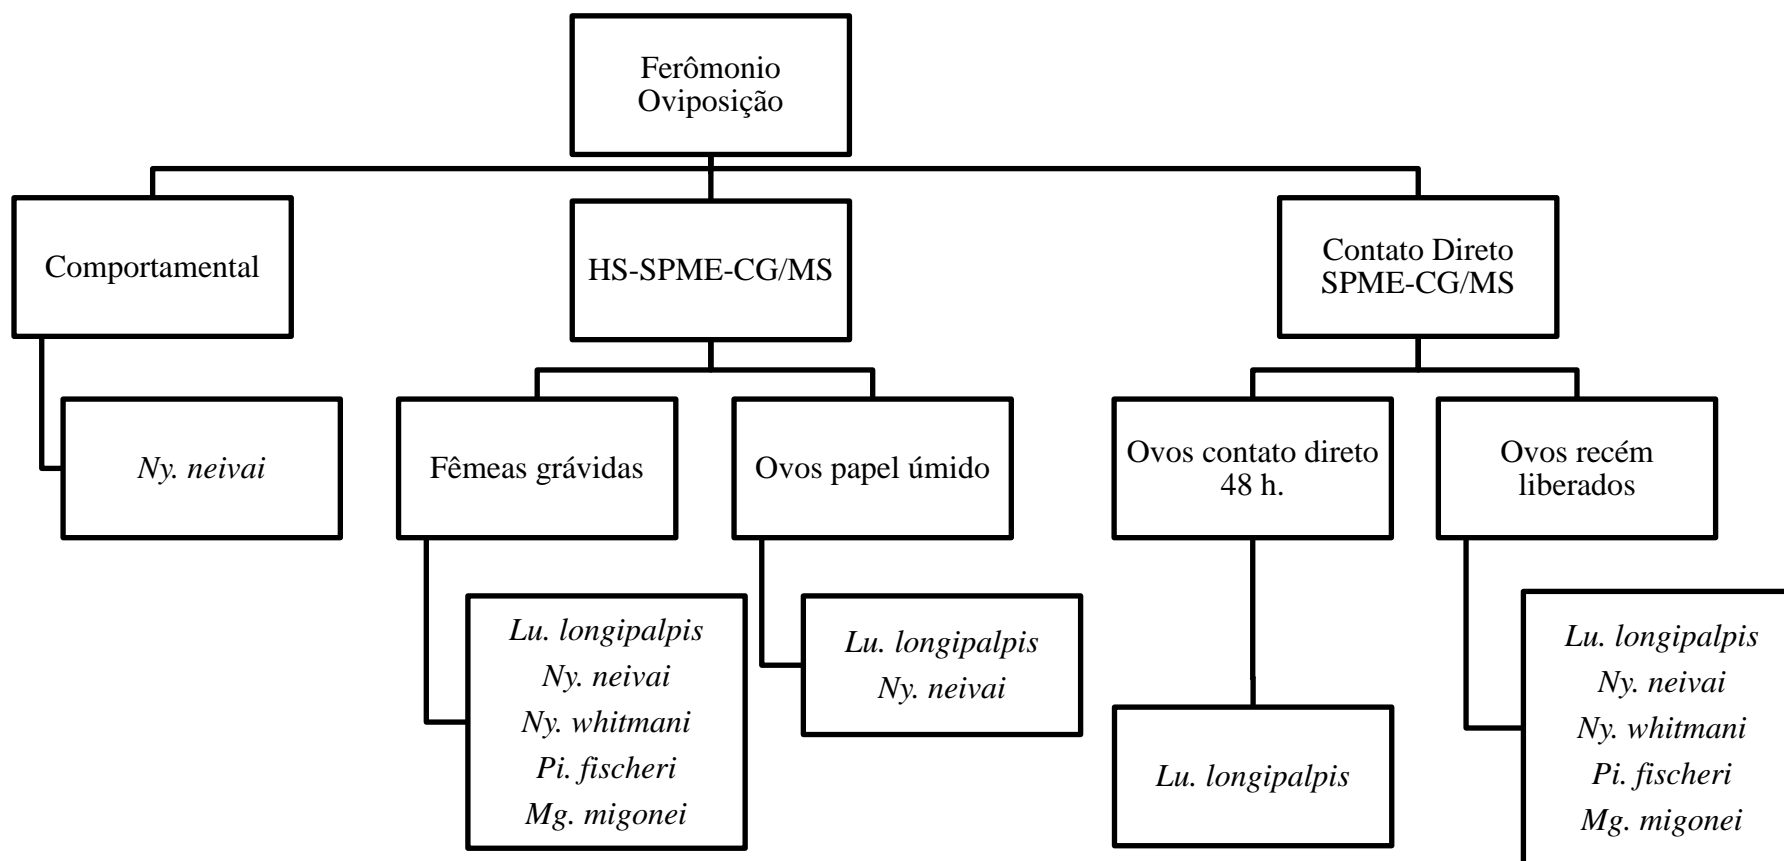 Ferômonio
Oviposição
Comportamental
HS-SPME-CG/MS
Contato Direto
SPME-CG/MS
Ny. neivai
Fêmeas grávidas
Ovos papel úmido
Ovos contato direto
48 h.
Ovos recém
liberados
Lu. longipalpis
Ny. neivai
Ny. whitmani
Pi. fischeri
Mg. migonei
Lu. longipalpis
Ny. neivai
Lu. longipalpis
Lu. longipalpis
Ny. neivai
Ny. whitmani
Pi. fischeri
Mg. migonei